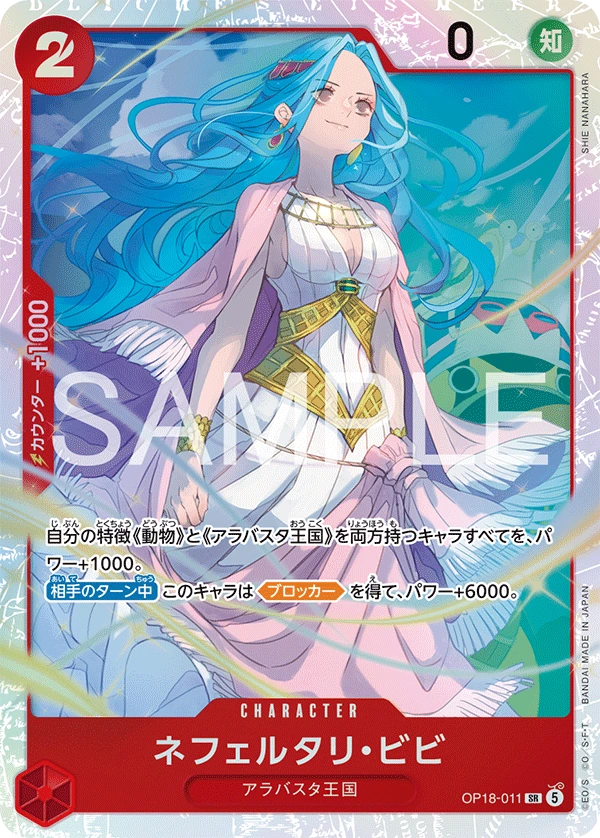 2
0
知
SHIE NANAHARA
カウンター +1000
SAMPLE
自分の特徴《動物》と《アラバスタ王国》を両方持つキャラすべてを、パ
ワー+1000。
相手のターン中 このキャラは ブロッカー を得て、パワー+6000。
BANDAI MADE IN JAPAN
©E.O/S ©O/S・F・T
CHARACTER
ネフェルタリ・ビビ
アラバスタ王国
OP18-011 SR 5